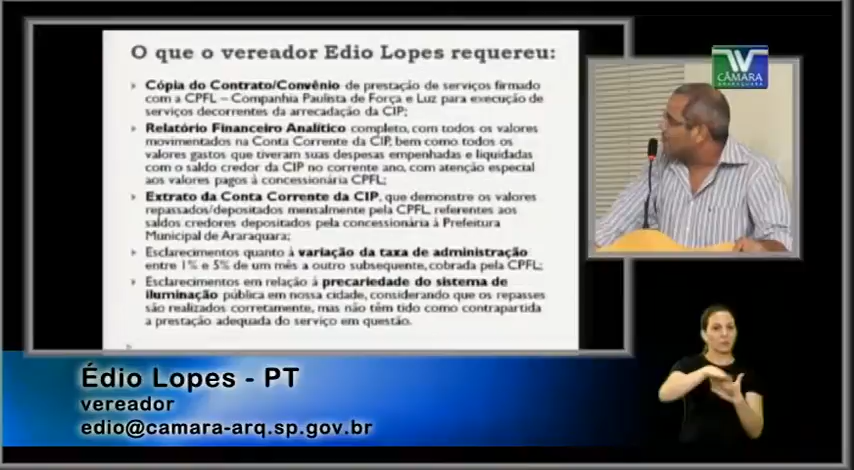 O que o vereador Edio Lopes requereu:
Cópia do Contrato/Convênio de prestação de serviços firmado
com a CPFL – Companhia Paulista de Força e Luz para execução de
serviços decorrentes da arrecadação da CIP;
Relatório Financeiro Analítico completo, com todos os valores
movimentados na Conta Corrente da CIP, bem como todos os
valores gastos que tiveram suas despesas empenhadas e liquidadas
com o saldo credor da CIP no corrente ano, com atenção especial
aos valores pagos à concessionária CPFL;
Extrato da Conta Corrente da CIP, que demonstre os valores
repassados/depositados mensalmente pela CPFL, referentes aos
saldos credores depositados pela concessionária à Prefeitura
Municipal de Araraquara;
Esclarecimentos quanto à variação da taxa de administração
entre 1% e 5% de um mês a outro subsequente, cobrada pela CPFL;
Esclarecimentos em relação à precariedade do sistema de
iluminação pública em nossa cidade, considerando que os repasses
são realizados corretamente, mas não têm tido como contrapartida
a prestação adequada do serviço em questão.
CÂMARA
ARARAQUARA
Édio Lopes - PT
vereador
edio@camara-arq.sp.gov.br